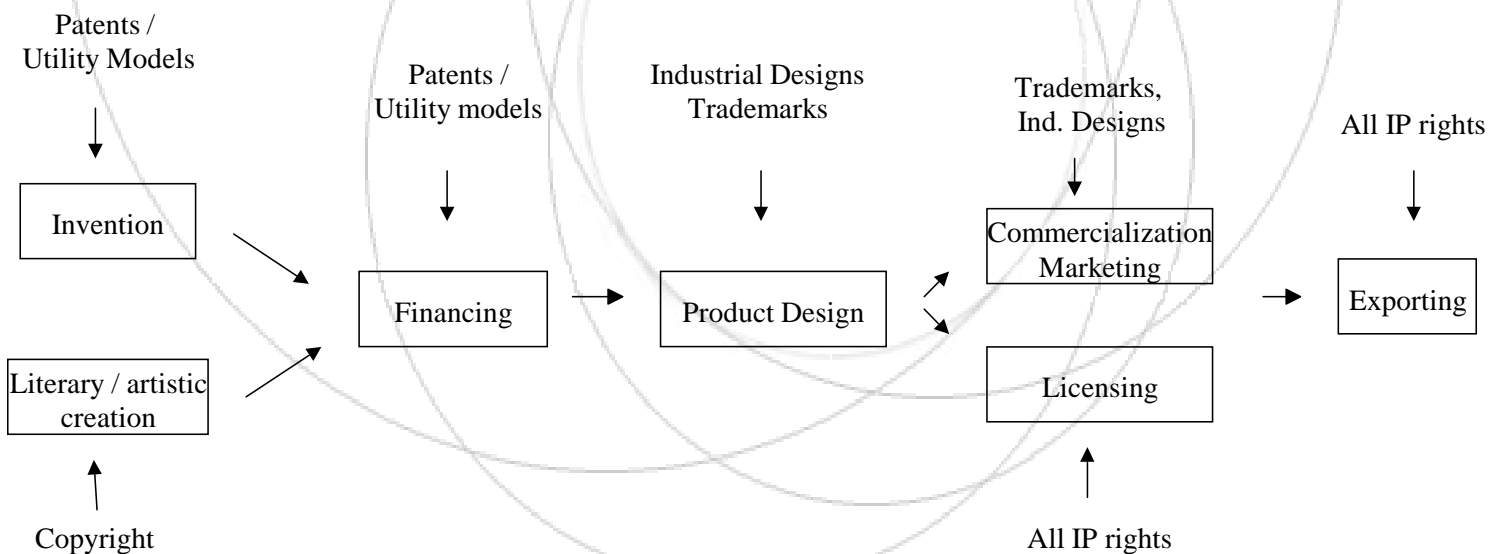 Patents /
Utility Models
Patents /
Utility models
Industrial Designs
Trademarks
Trademarks,
Ind. Designs
All IP rights
Invention
Commercialization
Marketing
Financing
Product Design
Exporting
Literary / artistic
creation
Licensing
Copyright
All IP rights